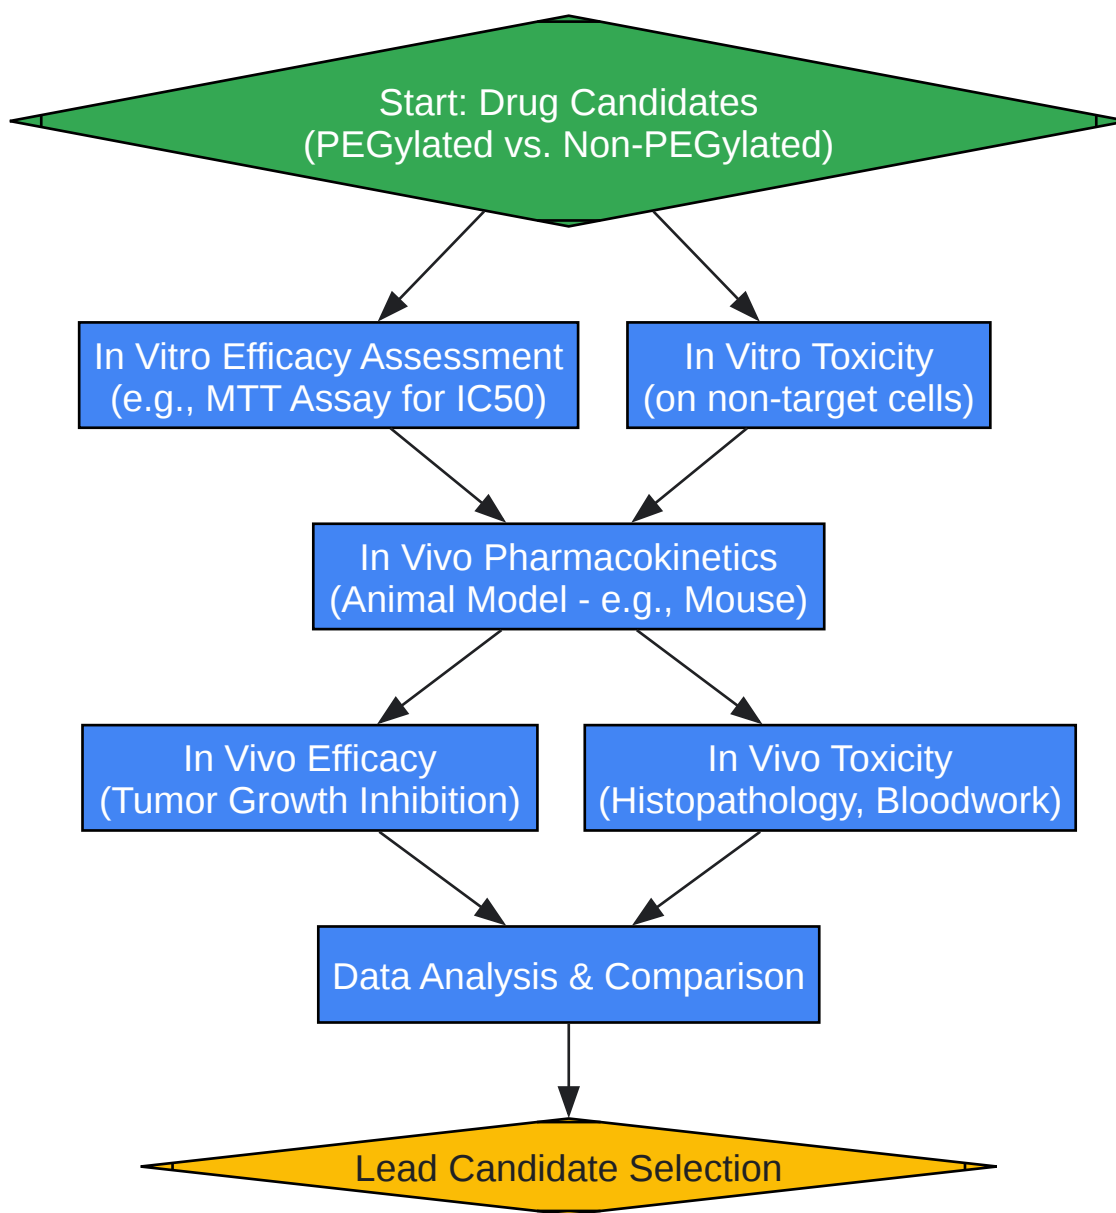 Start: Drug Candidates
(PEGylated vs. Non-PEGylated)
In Vitro Efficacy Assessment
(e.g., MTT Assay for IC50)
In Vitro Toxicity
(on non-target cells)
In Vivo Pharmacokinetics
(Animal Model - e.g., Mouse)
In Vivo Efficacy
(Tumor Growth Inhibition)
In Vivo Toxicity
(Histopathology, Bloodwork)
Data Analysis & Comparison
Lead Candidate Selection